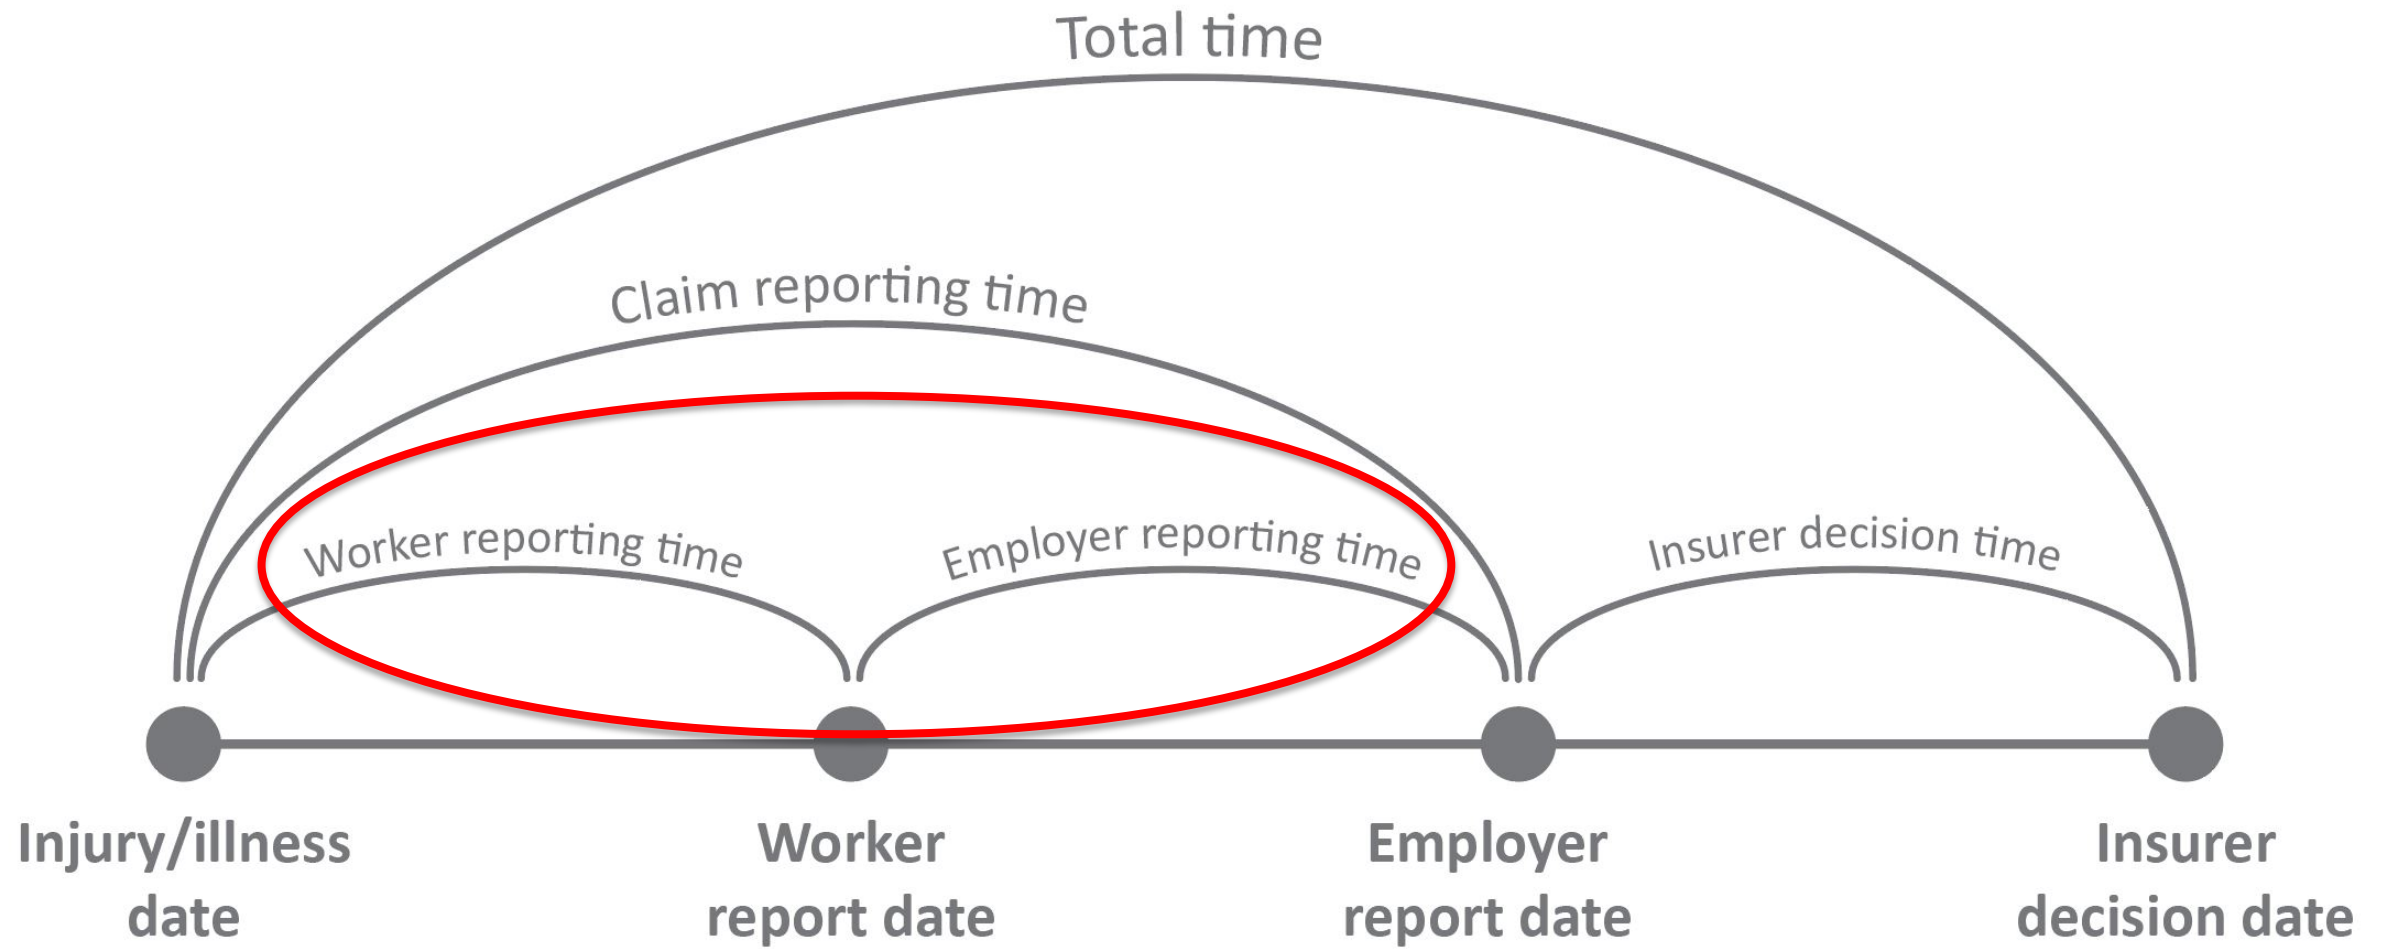 Total time
Claim reporting time
Worker reporting time
Employer reporting time
Insurer decision time
Injury/illness
date
Worker
report date
Employer
report date
Insurer
decision date